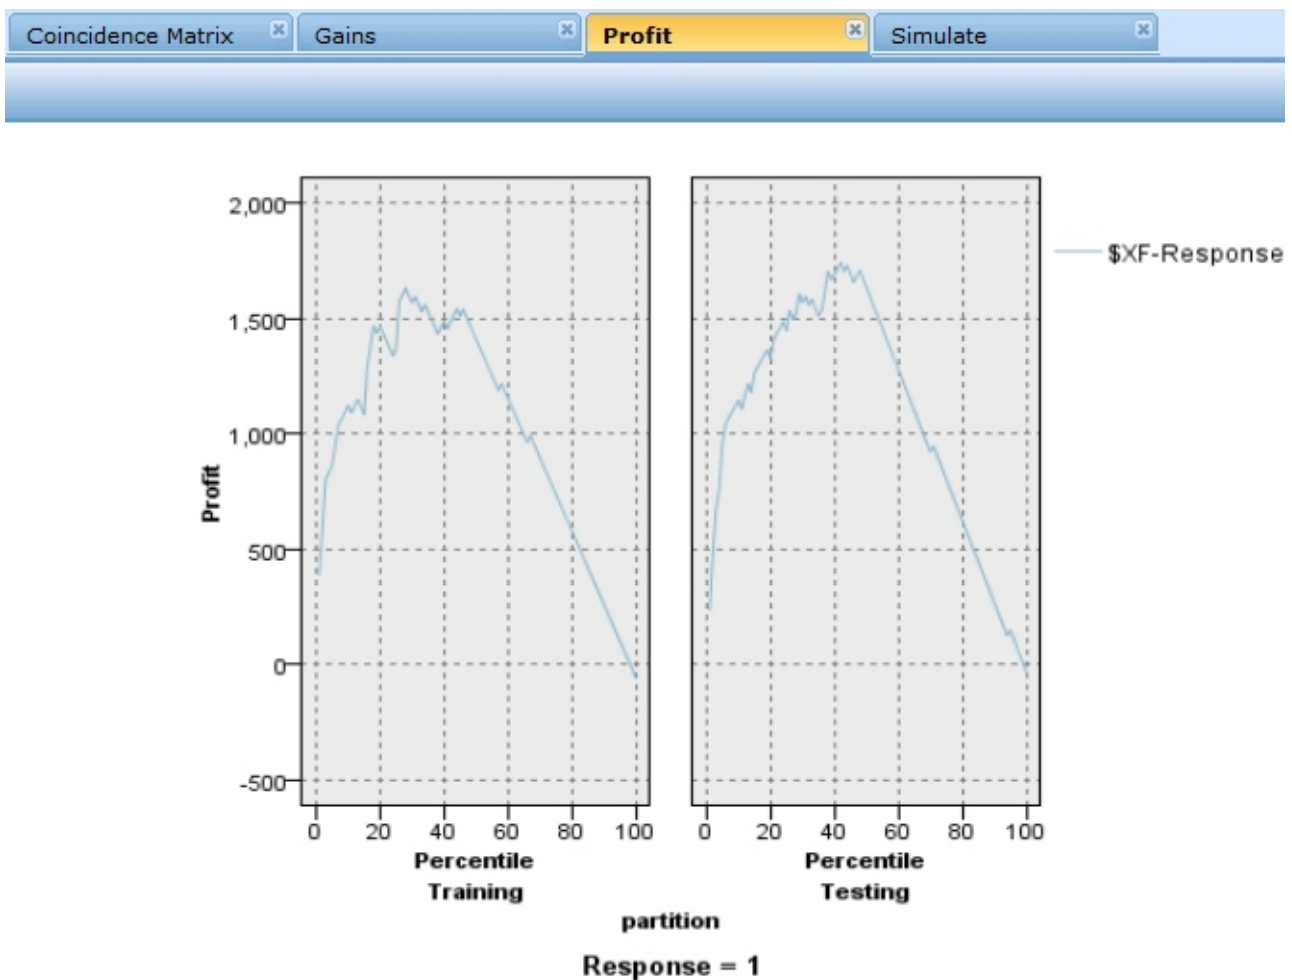 Coincidence Matrix Gains Profit Simulate
2,000
1,500
1,000
500
0
-500
Profit
$XF-Response
0 20 40 60 80 100 0 20 40 60 80 100
Percentile Percentile
Training Testing
partition
Response = 1